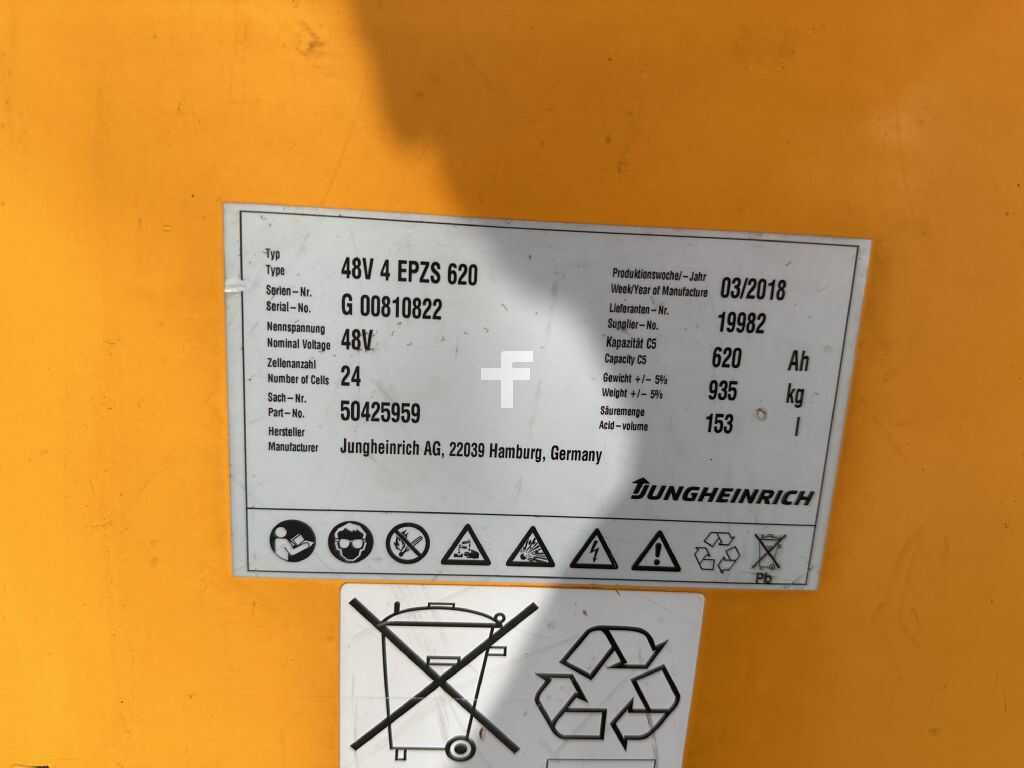 Typ
Type 48V 4 EPZS 620
Serien-Nr.
Serial-No. G 00810822
Nennspannung
Nominal Voltage 48V
Zellenanzahl
Number of Cells 24
Sach-Nr.
Part-No. 50425959
Hersteller
Manufacturer Jungheinrich AG, 22039 Hamburg, Germany
Produktionswoche/-Jahr
Week/Year of Manufacture 03/2018
Lieferanten-Nr.
Supplier-No. 19982
Kapazität C5
Capacity C5 620 Ah
Gewicht +/- 5%
Weight +/- 5% 935 kg
Säuremenge
Acid-volume 153 l
JUNGHEINRICH
Pb